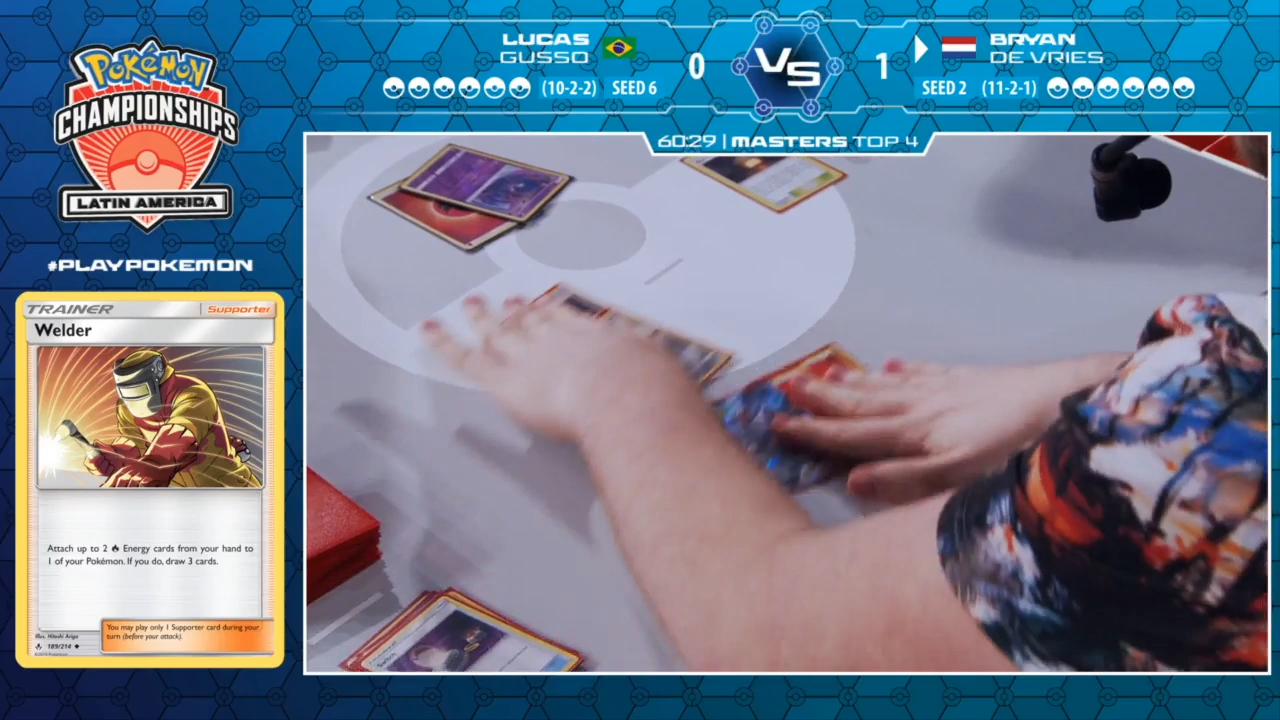 POKÉMON
CHAMPIONSHIPS
LATIN AMERICA
#PLAYPOKEMON
LUCAS
GUSSO
(10-2-2) SEED 6
0
VS
1
BRYAN
DE VRIES
SEED 2 (11-2-1)
60:29 | MASTERS TOP 4
TRAINER Supporter
Welder
Attach up to 2 Energy cards from your hand to
1 of your Pokémon. If you do, draw 3 cards.
You may play only 1 Supporter card during your
turn (before your attack).
Illus. Hitoshi Ariga
189/214